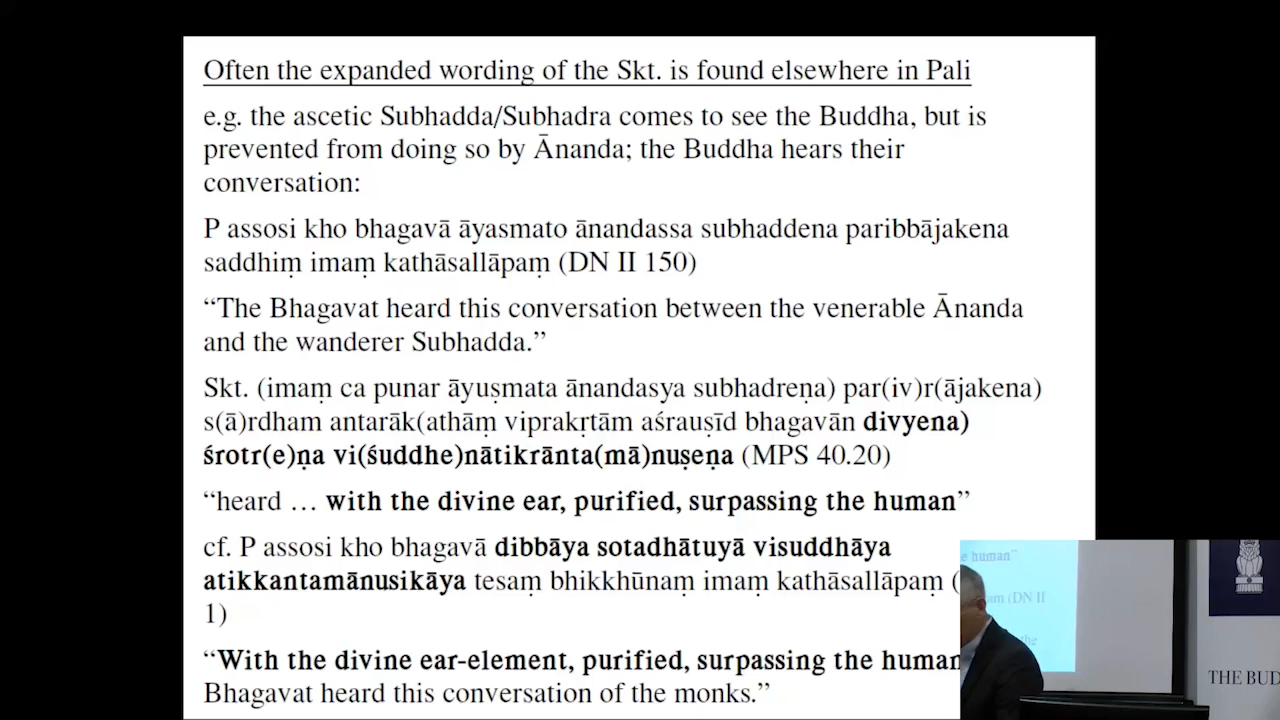 Often the expanded wording of the Skt. is found elsewhere in Pali
e.g. the ascetic Subhadda/Subhadra comes to see the Buddha, but is
prevented from doing so by Ānanda; the Buddha hears their
conversation:
P assosi kho bhagavā āyasmato ānandassa subhaddena paribbājakena
saddhiṃ imaṃ kathāsallāpaṃ (DN II 150)
“The Bhagavat heard this conversation between the venerable Ānanda
and the wanderer Subhadda.”
Skt. (imaṃ ca punar āyuṣmata ānandasya subhadreṇa) par(iv)r(ājakena)
s(ā)rdham antarāk(athāṃ viprakṛtām aśrauṣīd bhagavān divyena)
śrotr(e)ṇa vi(śuddhe)nātikrānta(mā)nuṣeṇa (MPS 40.20)
“heard … with the divine ear, purified, surpassing the human”
cf. P assosi kho bhagavā dibbāya sotadhātuyā visuddhāya
atikkantamānusikāya tesaṃ bhikkhūnaṃ imaṃ kathāsallāpaṃ (
1)
“With the divine ear-element, purified, surpassing the human
Bhagavat heard this conversation of the monks.”
e human”
am (DN II
the
THE BUD